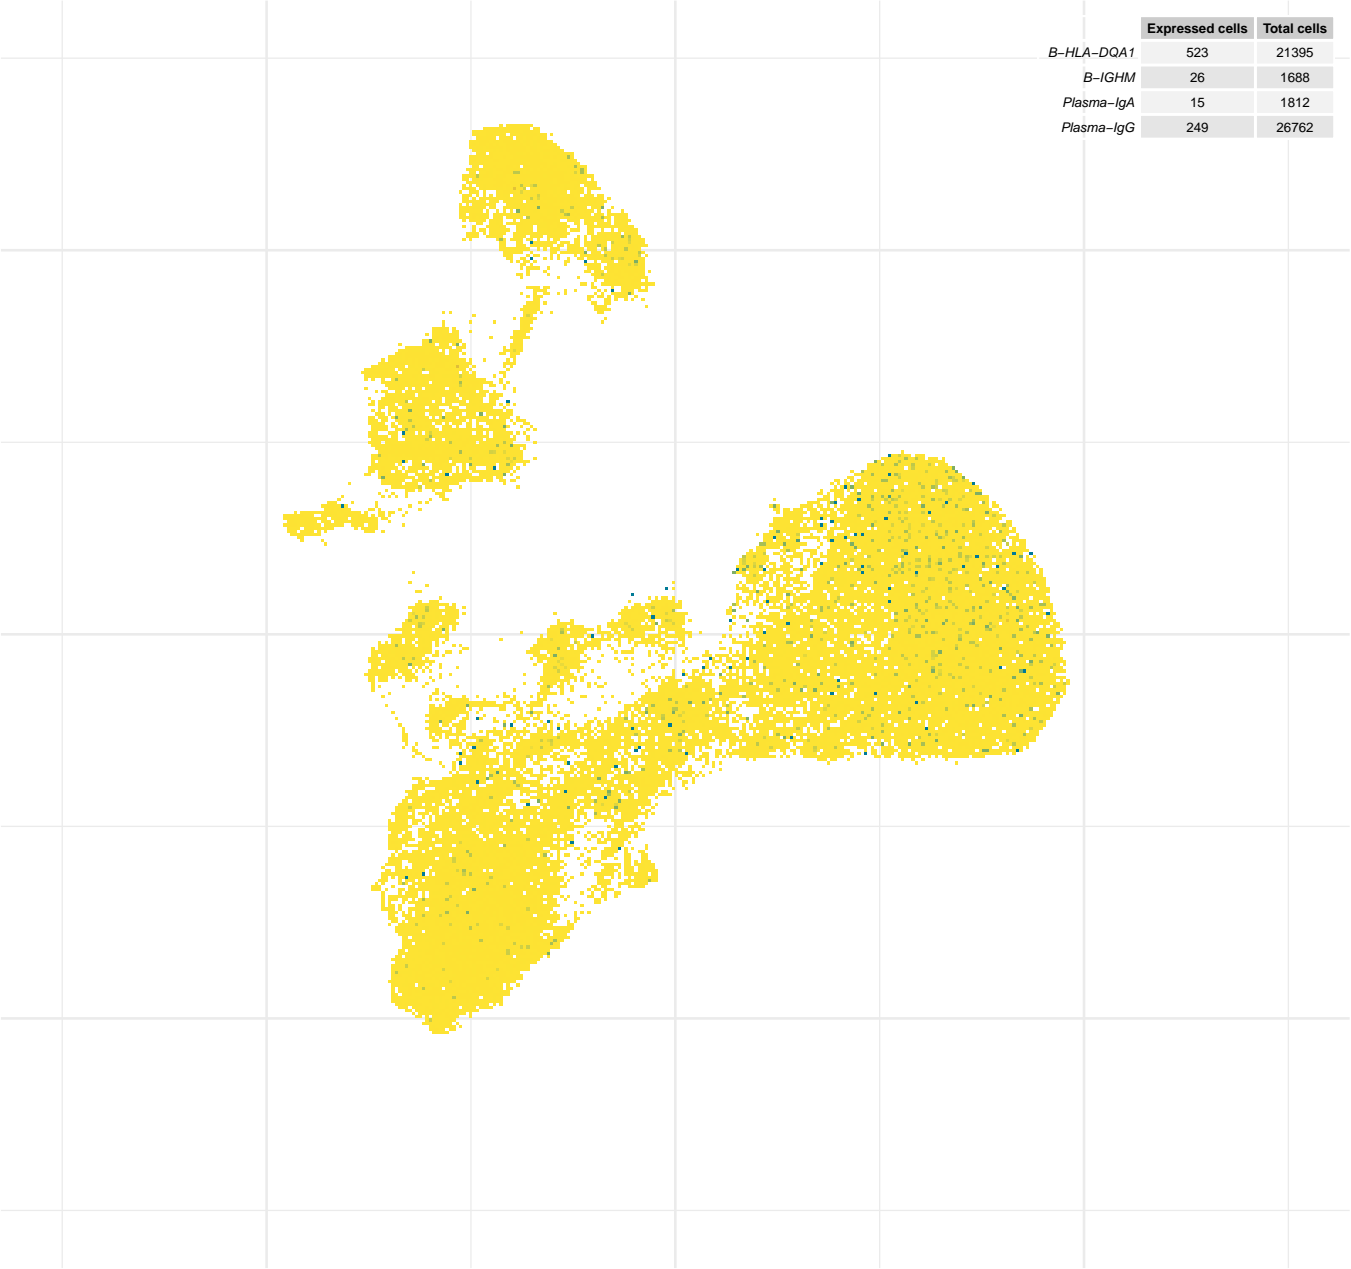 Expressed cells Total cells
B−HLA−DQA1 523 21395
B−IGHM 26 1688
Plasma−IgA 15 1812
Plasma−IgG 249 26762